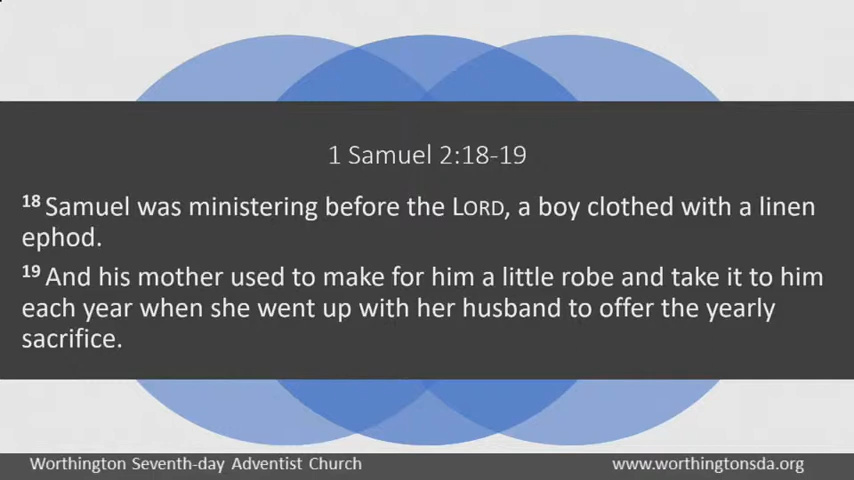 1 Samuel 2:18-19
18 Samuel was ministering before the LORD, a boy clothed with a linen
ephod.
19 And his mother used to make for him a little robe and take it to him
each year when she went up with her husband to offer the yearly
sacrifice.
Worthington Seventh-day Adventist Church
www.worthingtonsda.org